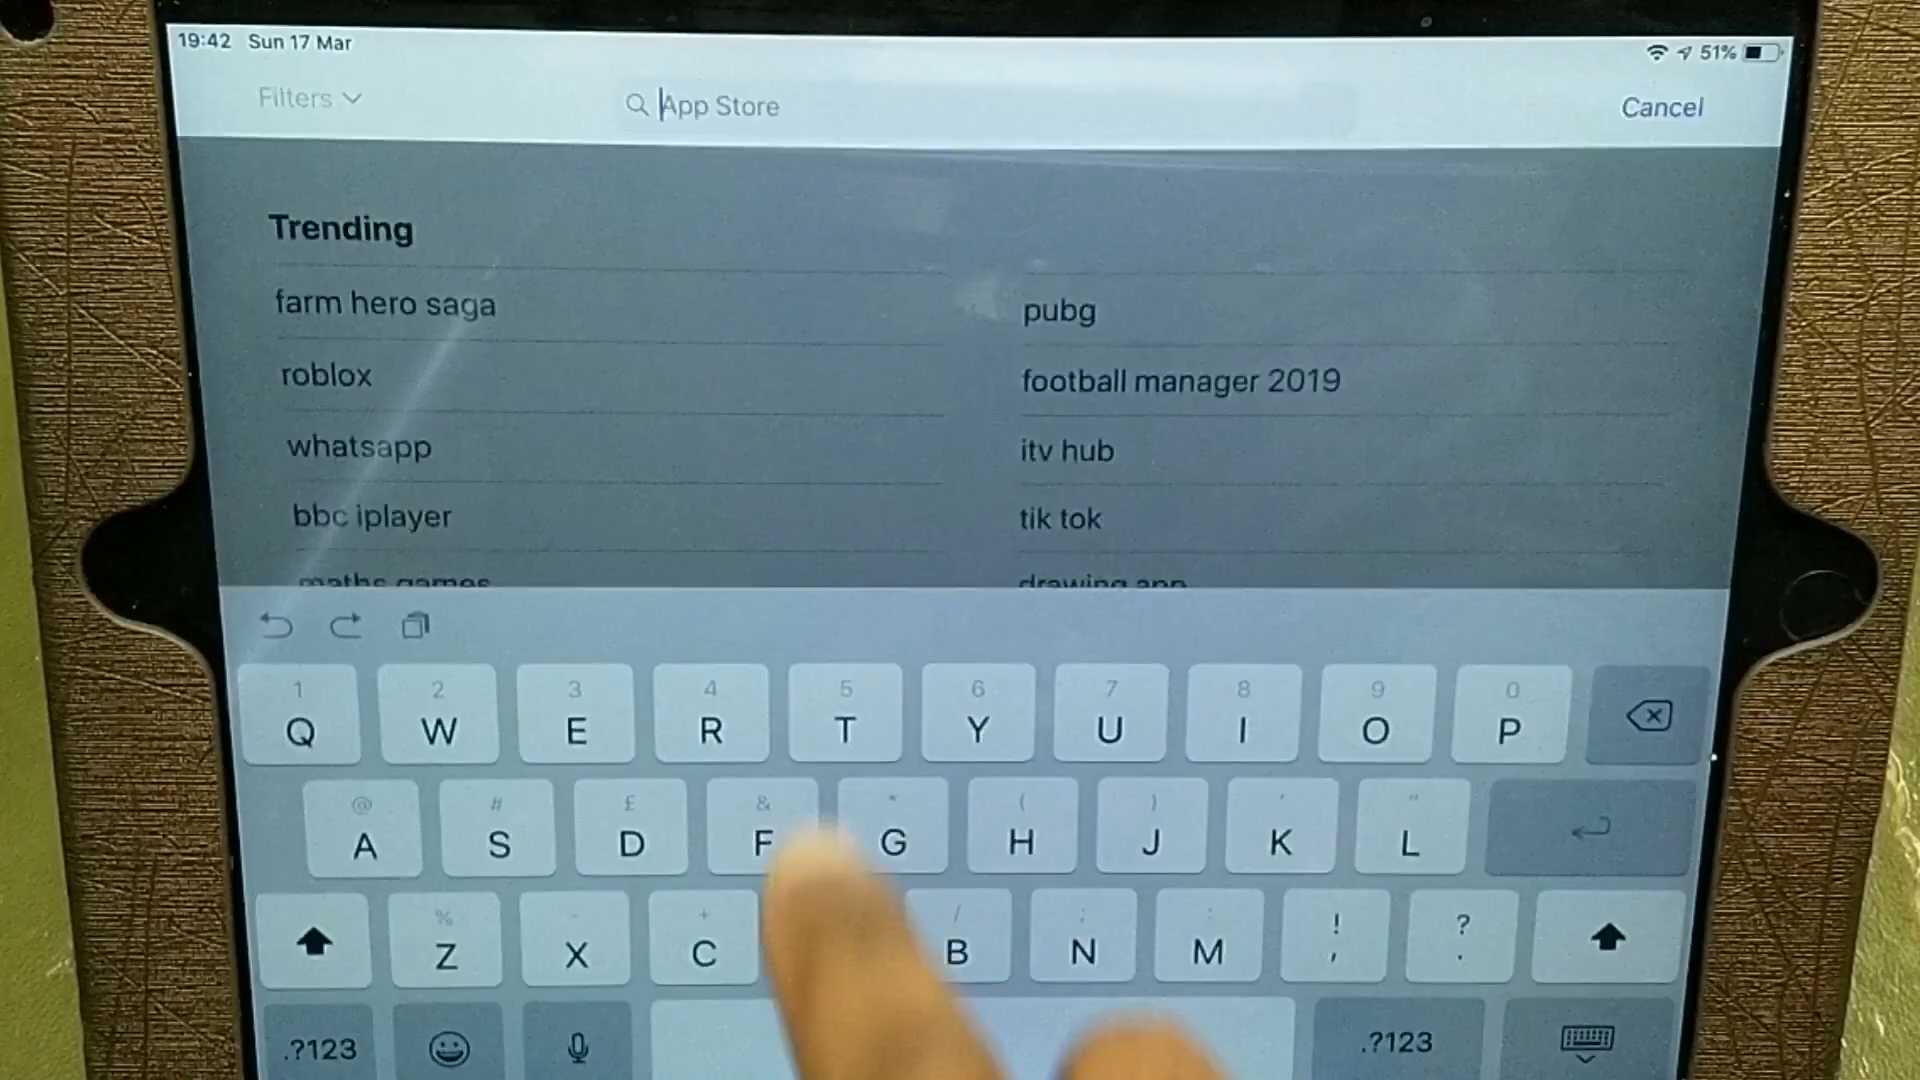 19:42 Sun 17 Mar
51%
Filters
App Store
Cancel
Trending
farm hero saga
pubg
roblox
football manager 2019
whatsapp
itv hub
bbc iplayer
tik tok
maths games
drawing app
1 2 3 4 5 6 7 8 9 0
Q W E R T Y U I O P
@ # £ & * ( ) ' "
A S D F G H J K L
% - + / ; : ! ?
Z X C B N M , .
.?123
.?123